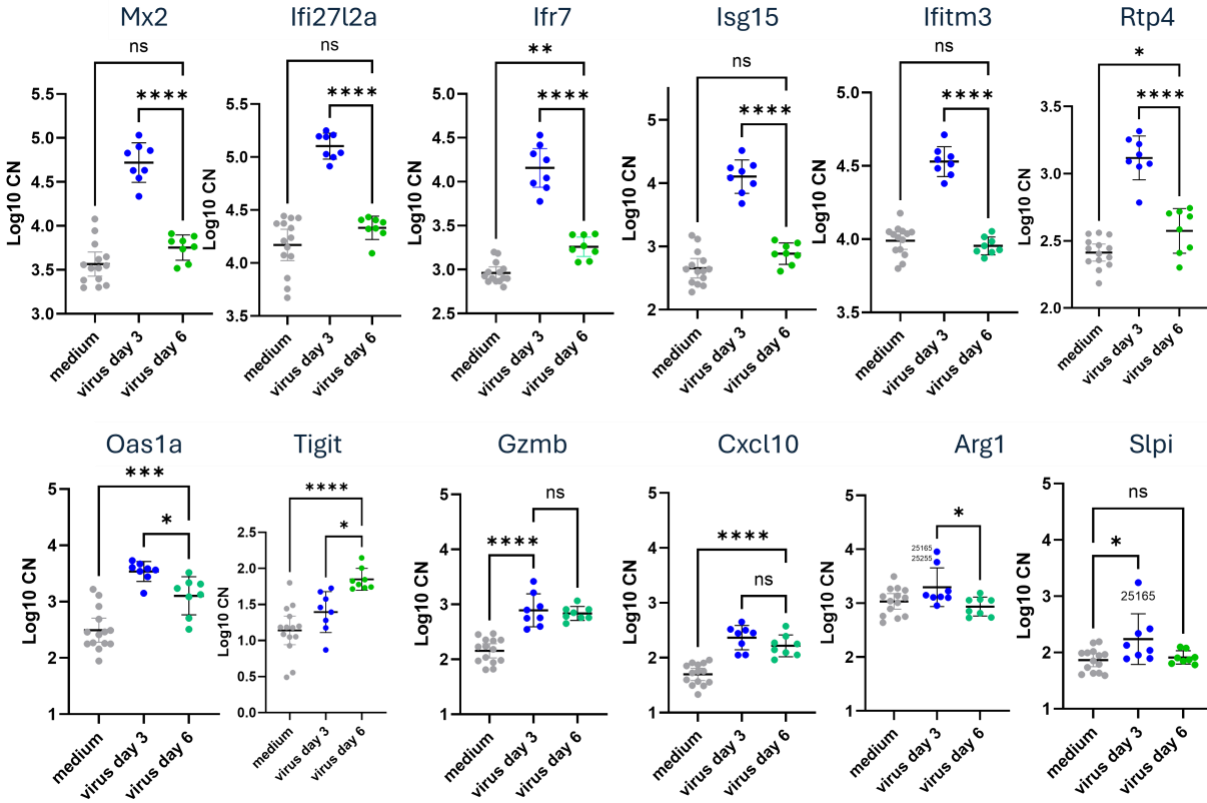 Mx2
ns
****
Log10 CN
5.5
5.0
4.5
4.0
3.5
3.0
medium
virus day 3
virus day 6
Ifi27l2a
ns
****
Log10 CN
5.5
5.0
4.5
4.0
3.5
medium
virus day 3
virus day 6
Ifr7
**
****
Log10 CN
5.0
4.5
4.0
3.5
3.0
2.5
medium
virus day 3
virus day 6
Isg15
ns
****
Log10 CN
5
4
3
2
medium
virus day 3
virus day 6
Ifitm3
ns
****
Log10 CN
5.0
4.5
4.0
3.5
medium
virus day 3
virus day 6
Rtp4
*
****
Log10 CN
3.5
3.0
2.5
2.0
medium
virus day 3
virus day 6
Oas1a
***
*
Log10 CN
5
4
3
2
1
medium
virus day 3
virus day 6
Tigit
****
*
Log10 CN
2.5
2.0
1.5
1.0
0.5
0.0
medium
virus day 3
virus day 6
Gzmb
ns
****
Log10 CN
5
4
3
2
1
medium
virus day 3
virus day 6
Cxcl10
****
ns
Log10 CN
5
4
3
2
1
medium
virus day 3
virus day 6
Arg1
*
25165
25255
Log10 CN
5
4
3
2
1
medium
virus day 3
virus day 6
Slpi
ns
*
25165
Log10 CN
5
4
3
2
1
medium
virus day 3
virus day 6